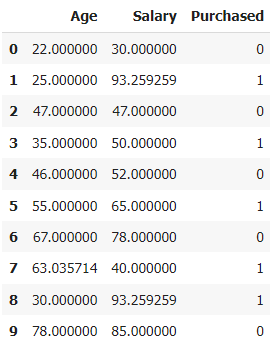 Age Salary Purchased
0 22.000000 30.000000 0
1 25.000000 93.259259 1
2 47.000000 47.000000 0
3 35.000000 50.000000 1
4 46.000000 52.000000 0
5 55.000000 65.000000 1
6 67.000000 78.000000 0
7 63.035714 40.000000 1
8 30.000000 93.259259 1
9 78.000000 85.000000 0